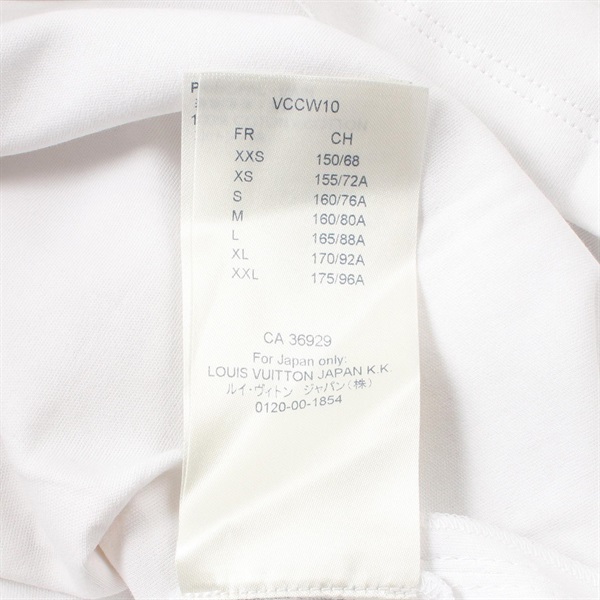 VCCW10
FR CH
XXS 150/68
XS 155/72A
S 160/76A
M 160/80A
L 165/88A
XL 170/92A
XXL 175/96A
CA 36929
For Japan only:
LOUIS VUITTON JAPAN K.K.
ルイ・ヴィトン ジャパン(株)
0120-00-1854